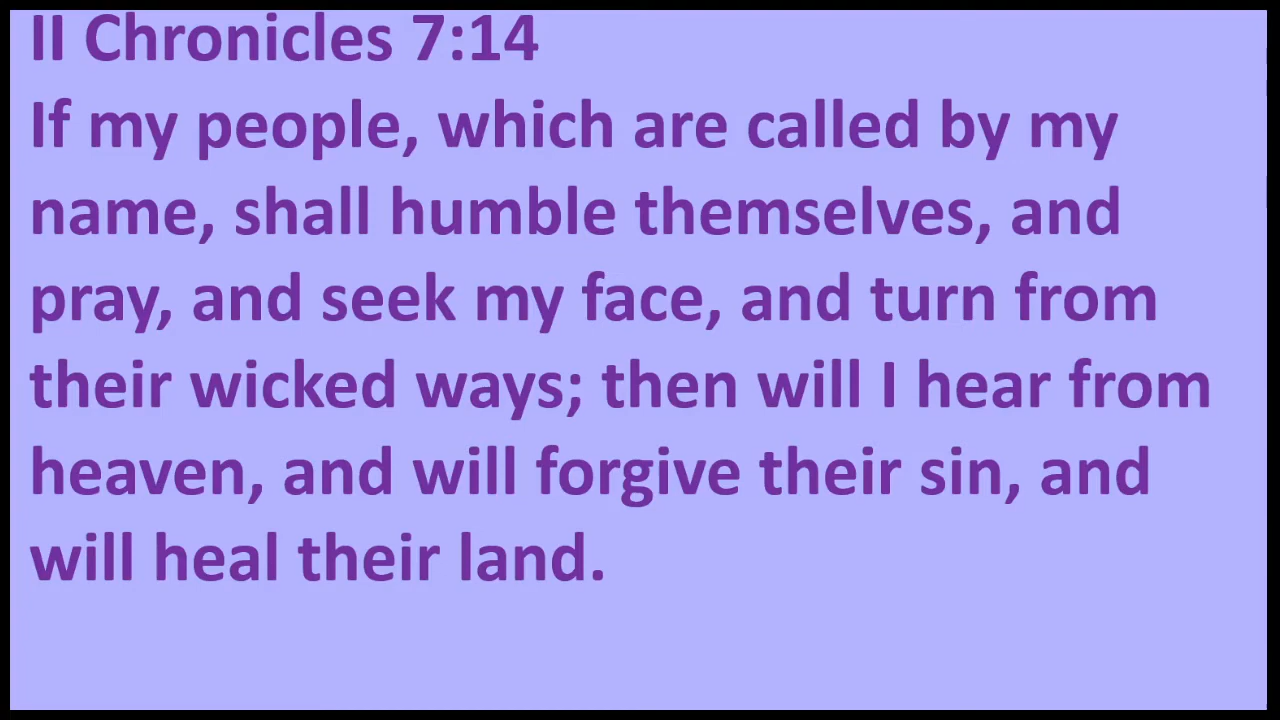 II Chronicles 7:14
If my people, which are called by my
name, shall humble themselves, and
pray, and seek my face, and turn from
their wicked ways; then will I hear from
heaven, and will forgive their sin, and
will heal their land.